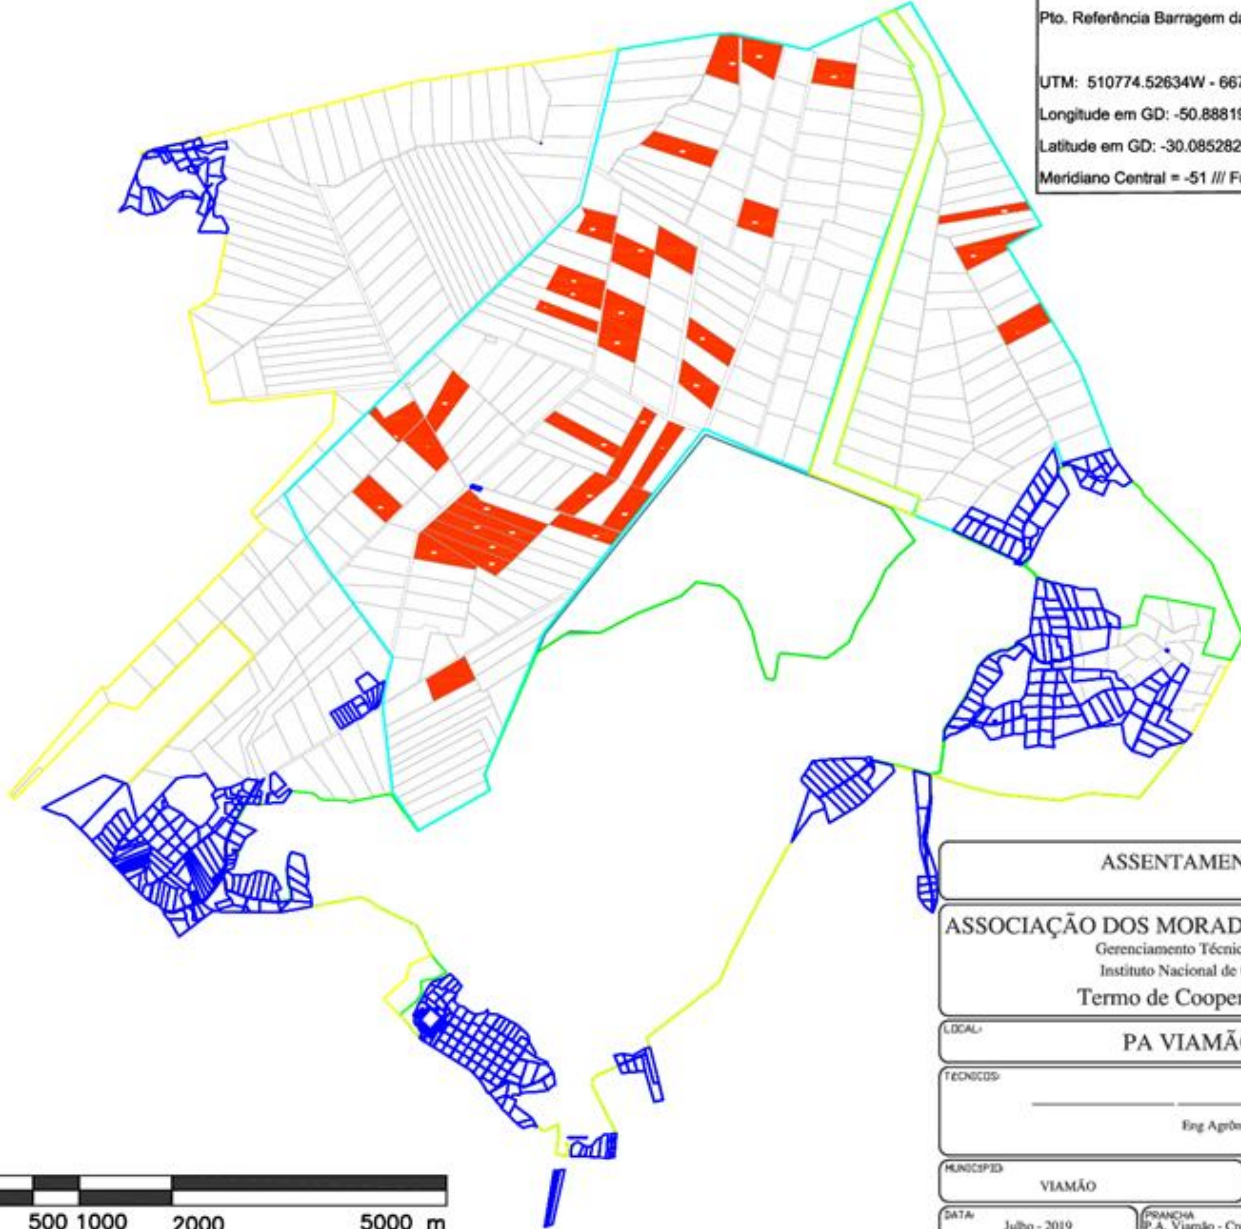 Pto. Referência Barragem da
UTM: 510774.52634W - 667
Longitude em GD: -50.88819
Latitude em GD: -30.085282
Meridiano Central = -51 /// F
ASSENTAMEN
ASSOCIAÇÃO DOS MORAD
Gerenciamento Técnic
Instituto Nacional de
Termo de Cooper
LOCAL:
PA VIAMÃO
TÉCNICOS:
Eng Agrôn
MUNICÍPIO:
VIAMÃO
DATA:
Julho - 2019
PRANCHA
P.A. Viamão - C
500 1000 2000 5000 m